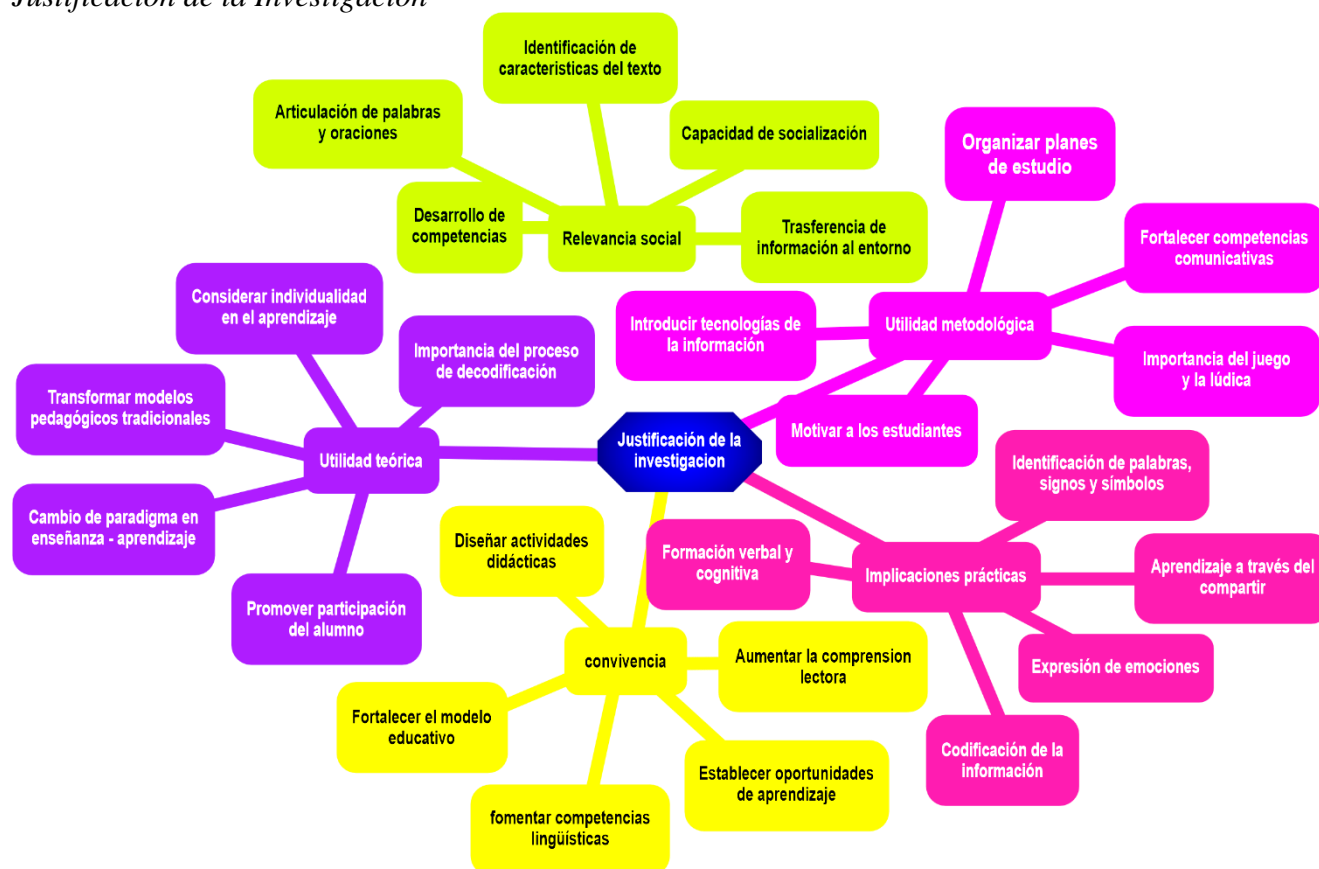 Justificación de la Investigación
Identificación de
características del texto
Articulación de palabras
y oraciones
Capacidad de socialización
Desarrollo de
competencias
Relevancia social
Trasferencia de
información al entorno
Organizar planes
de estudio
Fortalecer competencias
comunicativas
Introducir tecnologías de
la información
Utilidad metodológica
Importancia del juego
y la lúdica
Motivar a los estudiantes
Considerar individualidad
en el aprendizaje
Importancia del proceso
de decodificación
Transformar modelos
pedagógicos tradicionales
Utilidad teórica
Cambio de paradigma en
enseñanza - aprendizaje
Promover participación
del alumno
Justificación de la
investigacion
Identificación de palabras,
signos y símbolos
Formación verbal y
cognitiva
Implicaciones prácticas
Aprendizaje a través del
compartir
Expresión de emociones
Codificación de la
información
Diseñar actividades
didácticas
convivencia
Aumentar la comprension
lectora
Fortalecer el modelo
educativo
Establecer oportunidades
de aprendizaje
fomentar competencias
lingüísticas